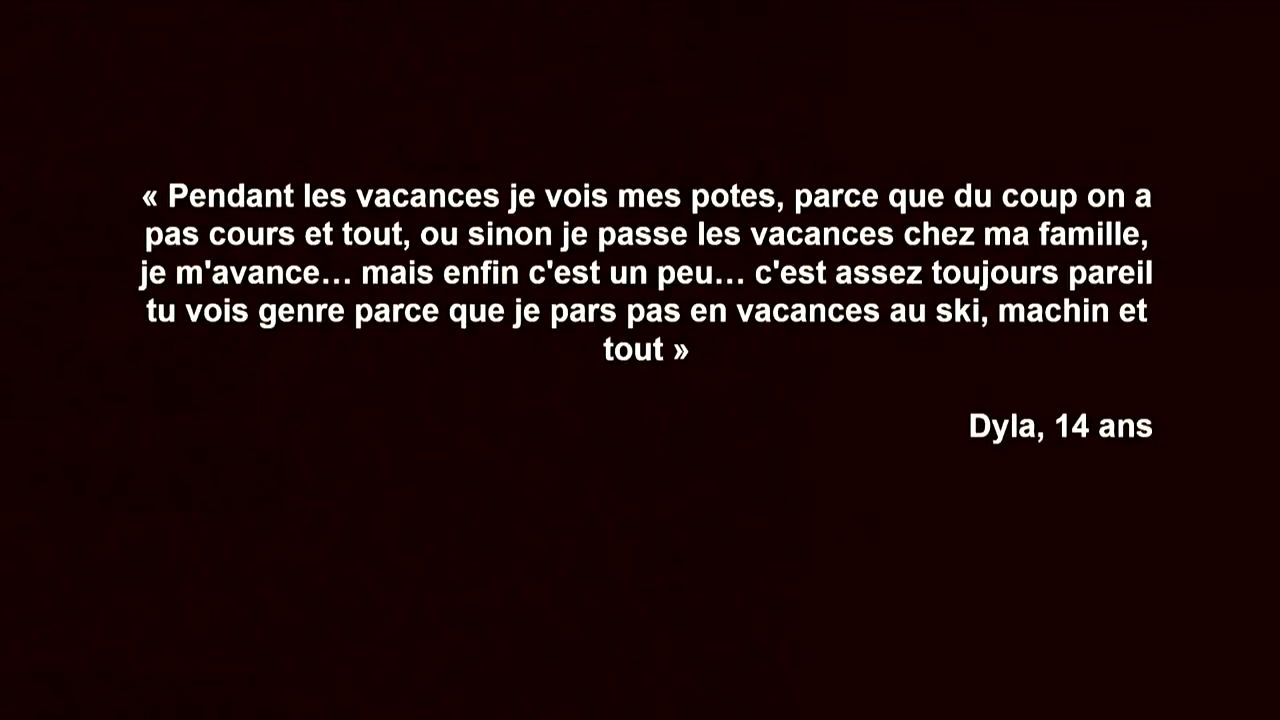 « Pendant les vacances je vois mes potes, parce que du coup on a
pas cours et tout, ou sinon je passe les vacances chez ma famille,
je m'avance… mais enfin c'est un peu… c'est assez toujours pareil
tu vois genre parce que je pars pas en vacances au ski, machin et
tout »
Dyla, 14 ans